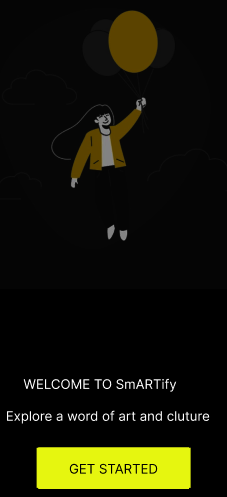 WELCOME TO SmARTify
Explore a word of art and cluture
GET STARTED